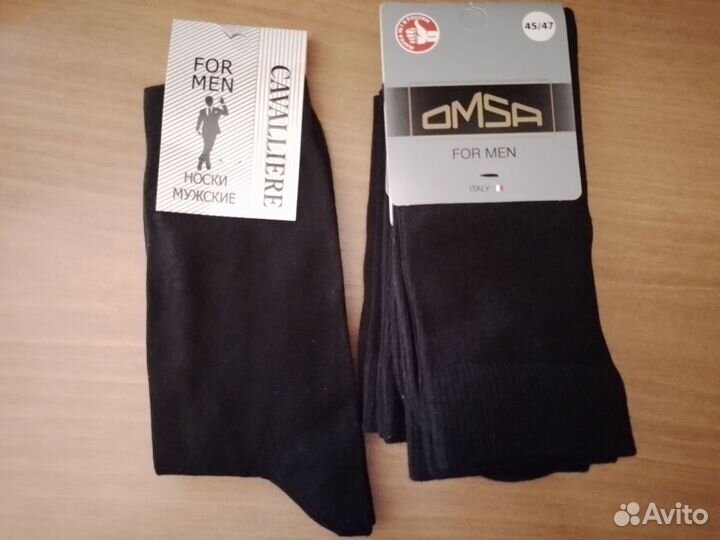 FOR
MEN
CAVALLIERE
НОСКИ
МУЖСКИЕ
45/47
OMSA
FOR MEN
ITALY
Avito